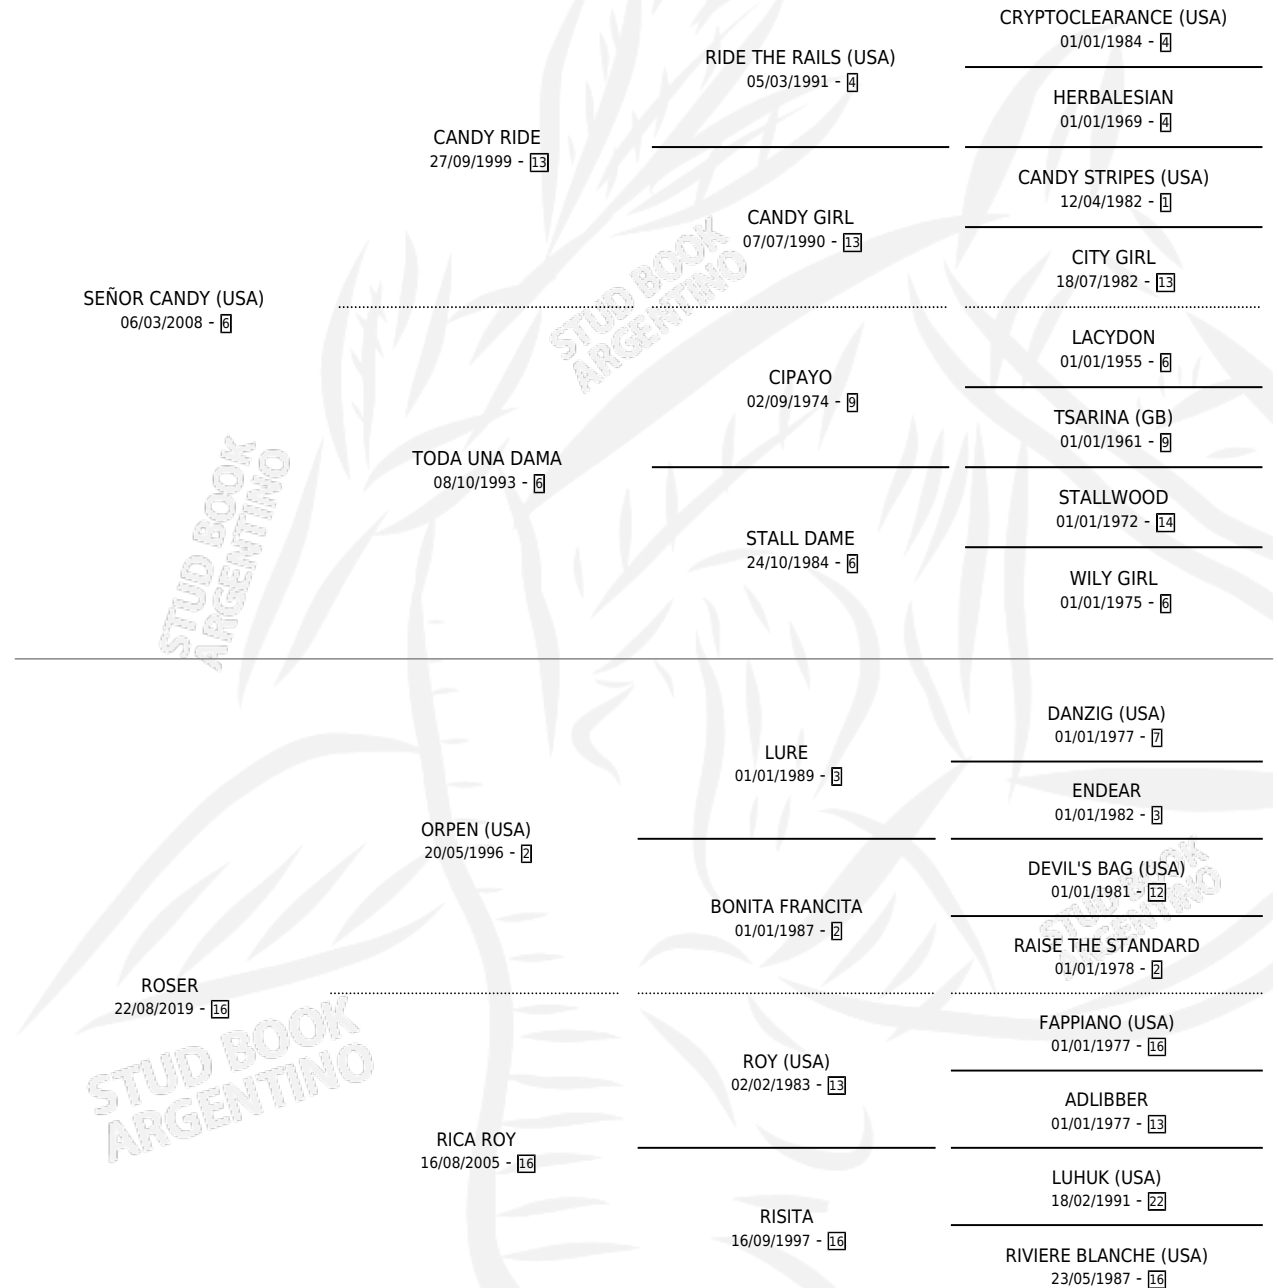 CRYPTOCLEARANCE (USA)
01/01/1984 - 4
RIDE THE RAILS (USA)
05/03/1991 - 4
HERBALESIAN
01/01/1969 - 4
CANDY RIDE
27/09/1999 - 13
CANDY STRIPES (USA)
12/04/1982 - 1
CANDY GIRL
07/07/1990 - 13
CITY GIRL
18/07/1982 - 13
SEÑOR CANDY (USA)
06/03/2008 - 6
LACYDON
01/01/1955 - 6
CIPAYO
02/09/1974 - 9
TSARINA (GB)
01/01/1961 - 9
TODA UNA DAMA
08/10/1993 - 6
STALLWOOD
01/01/1972 - 14
STALL DAME
24/10/1984 - 6
WILY GIRL
01/01/1975 - 6
DANZIG (USA)
01/01/1977 - 7
LURE
01/01/1989 - 3
ENDEAR
01/01/1982 - 3
ORPEN (USA)
20/05/1996 - 2
DEVIL'S BAG (USA)
01/01/1981 - 12
BONITA FRANCITA
01/01/1987 - 2
RAISE THE STANDARD
01/01/1978 - 2
ROSER
22/08/2019 - 16
FAPPIANO (USA)
01/01/1977 - 16
ROY (USA)
02/02/1983 - 13
ADLIBBER
01/01/1977 - 13
RICA ROY
16/08/2005 - 16
LUHUK (USA)
18/02/1991 - 22
RISITA
16/09/1997 - 16
RIVIERE BLANCHE (USA)
23/05/1987 - 16
STUD BOOK
ARGENTINO
STUD BOOK
ARGENTINO
STUD BOOK
ARGENTINO
STUD BOOK
ARGENTINO